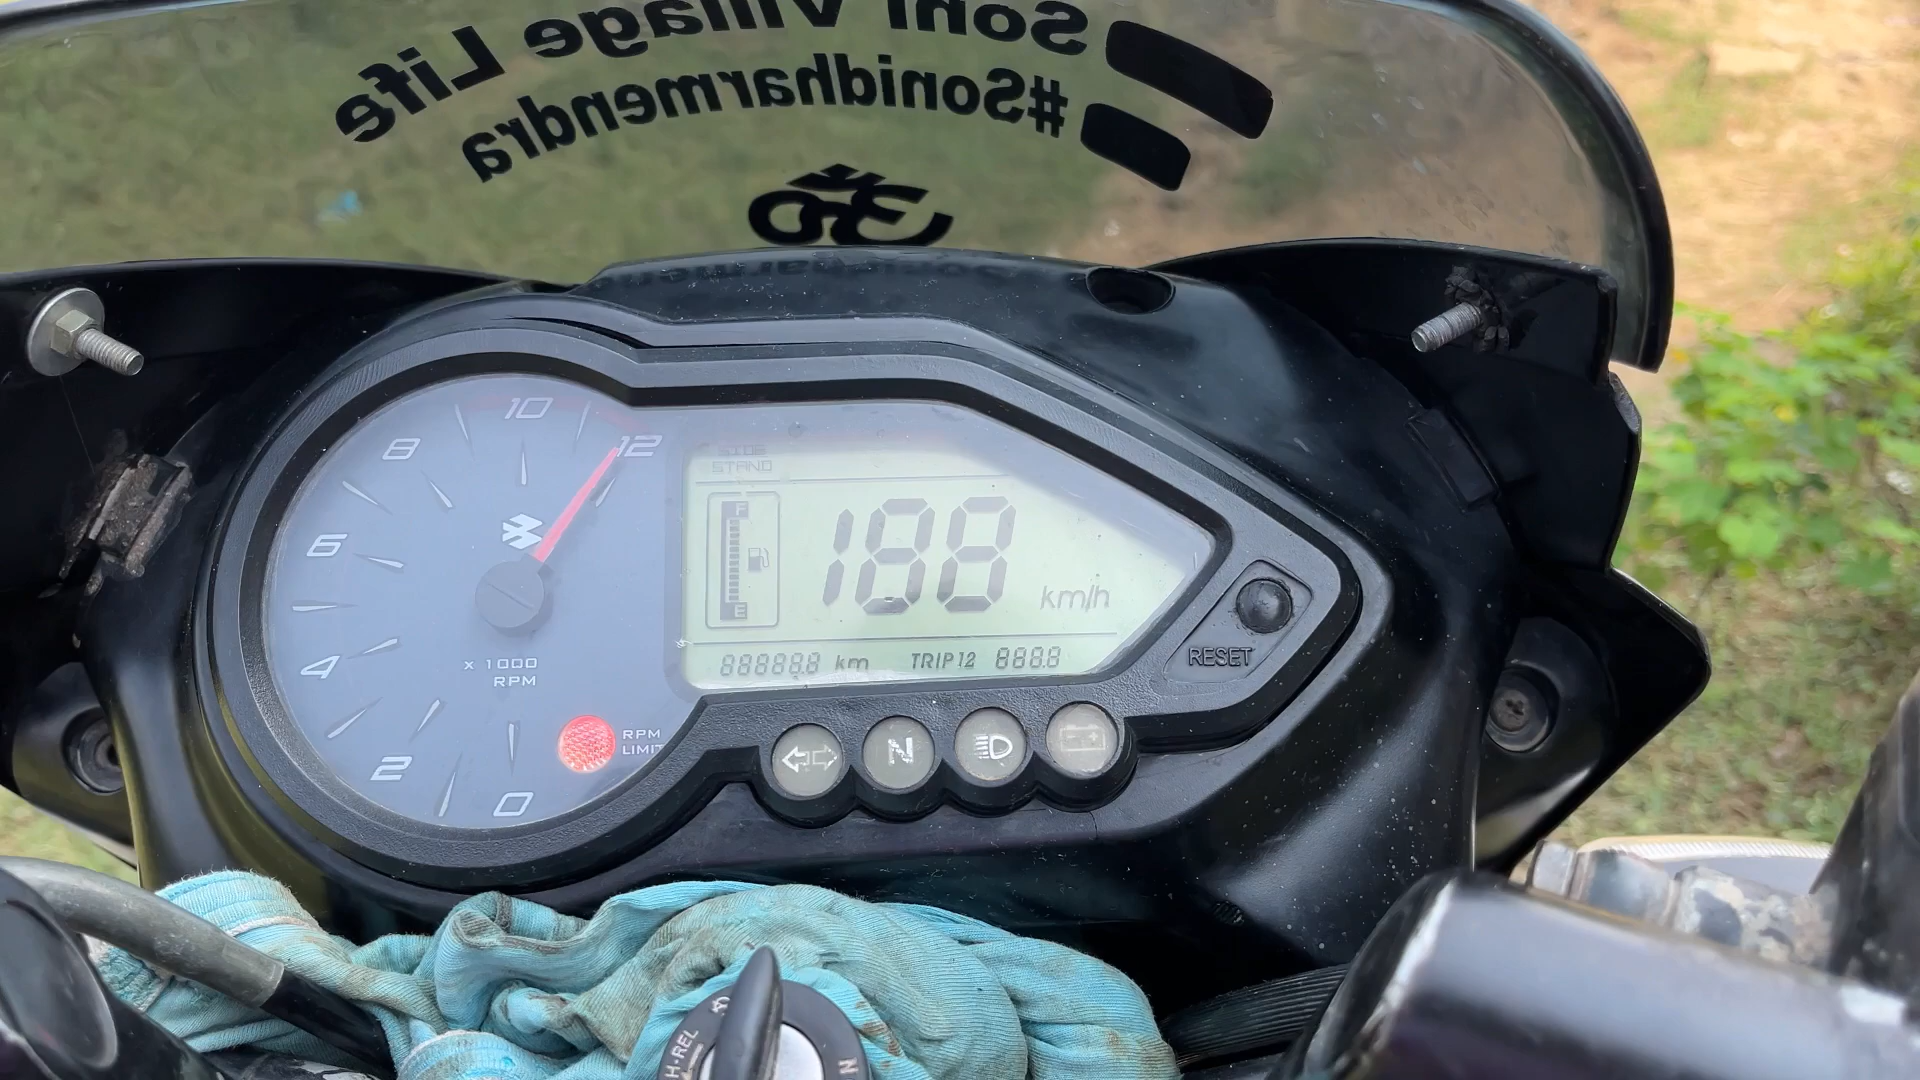 Soni Village Life
#Sonidharmendra
ॐ
10
8
12
6
4
2
0
x 1000
RPM
RPM
LIMIT
SIDE
STAND
F
E
188
km/h
88888.8 km TRIP 12 888.8
RESET
N
H-REL
N